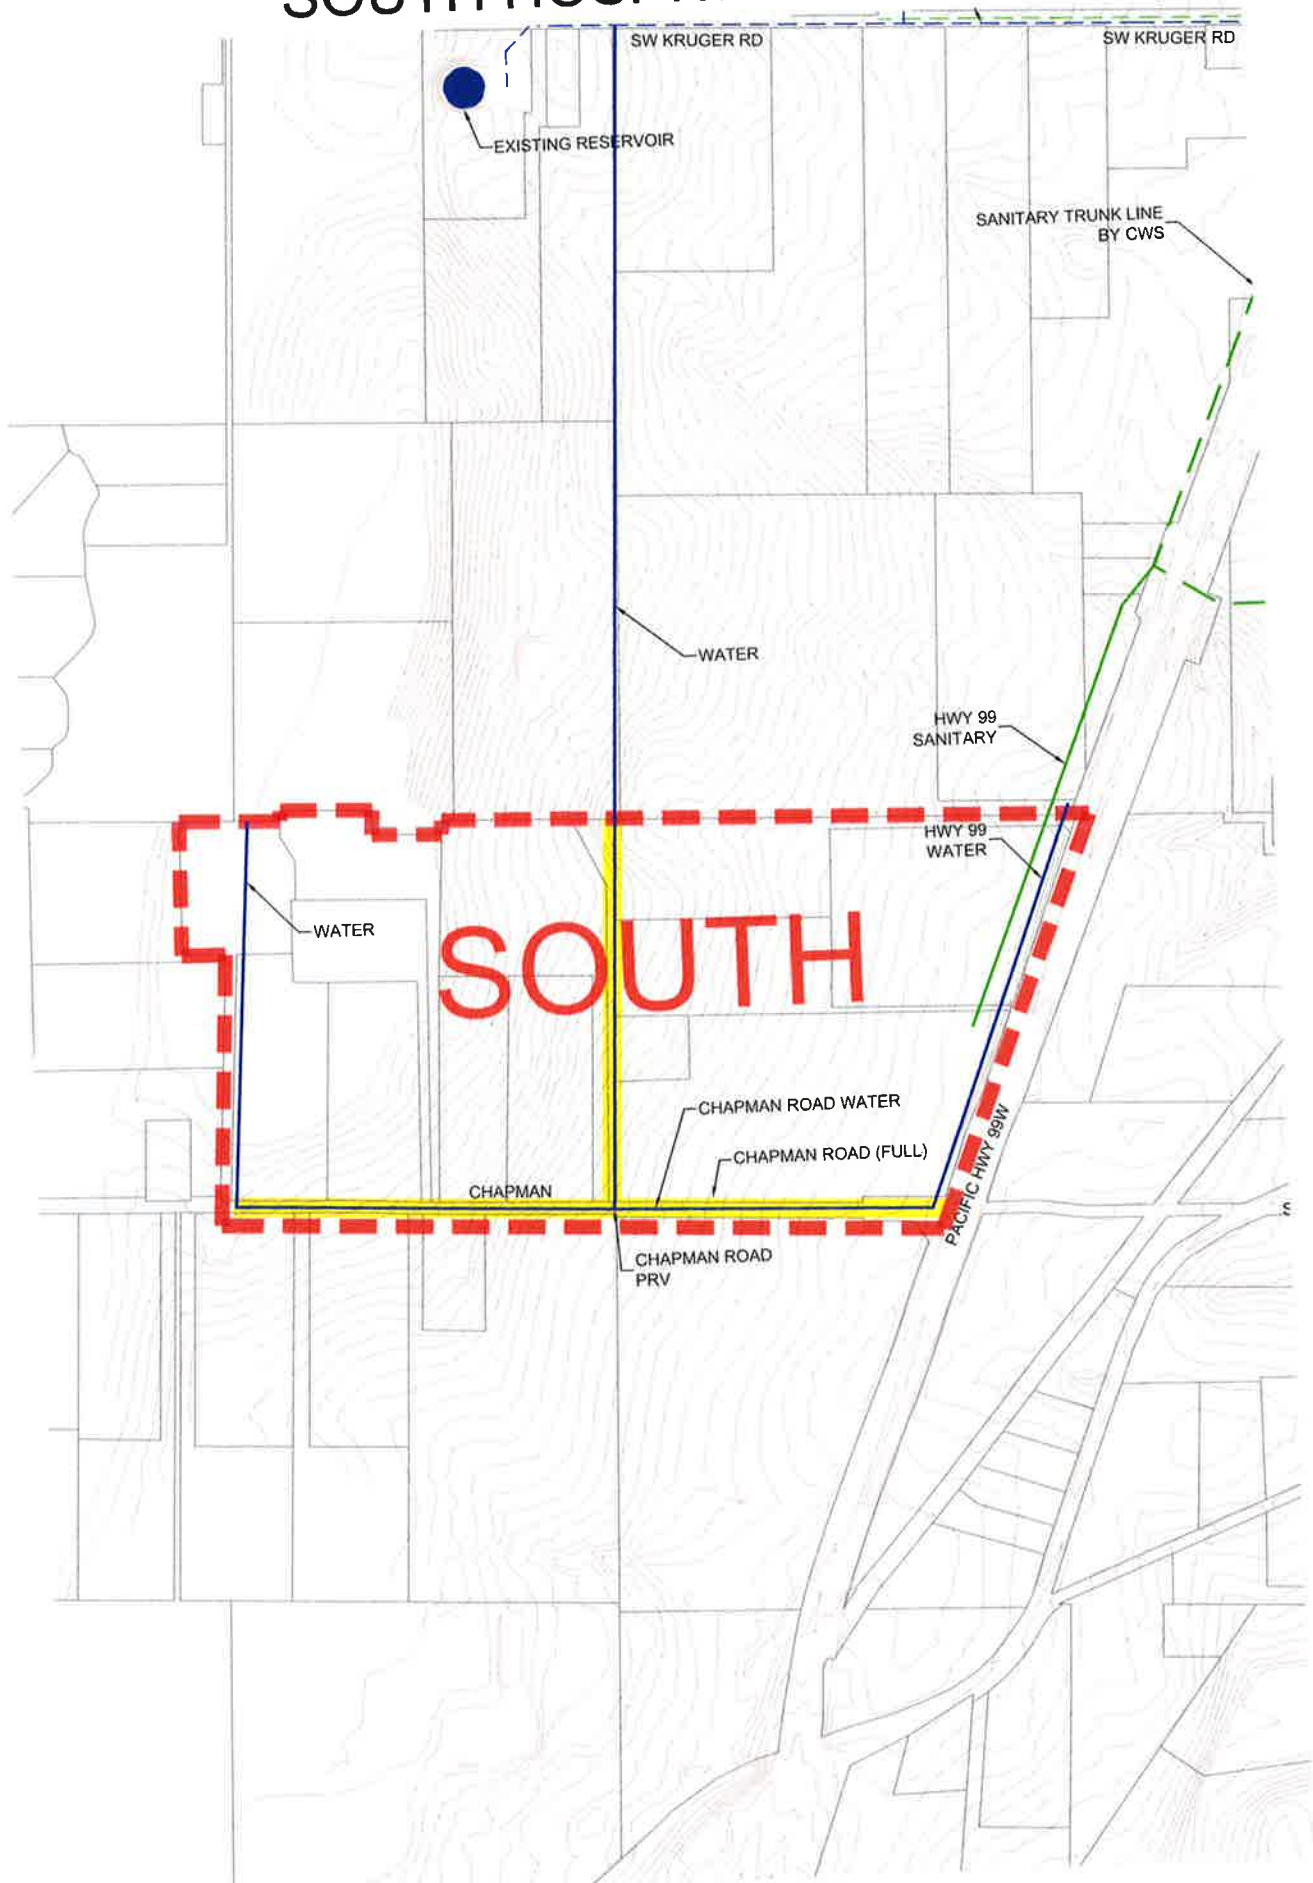 SW KRUGER RD
SW KRUGER RD
EXISTING RESERVOIR
SANITARY TRUNK LINE
BY CWS
WATER
HWY 99
SANITARY
HWY 99
WATER
WATER
SOUTH
CHAPMAN ROAD WATER
CHAPMAN ROAD (FULL)
CHAPMAN
PACIFIC HWY 99W
CHAPMAN ROAD
PRV